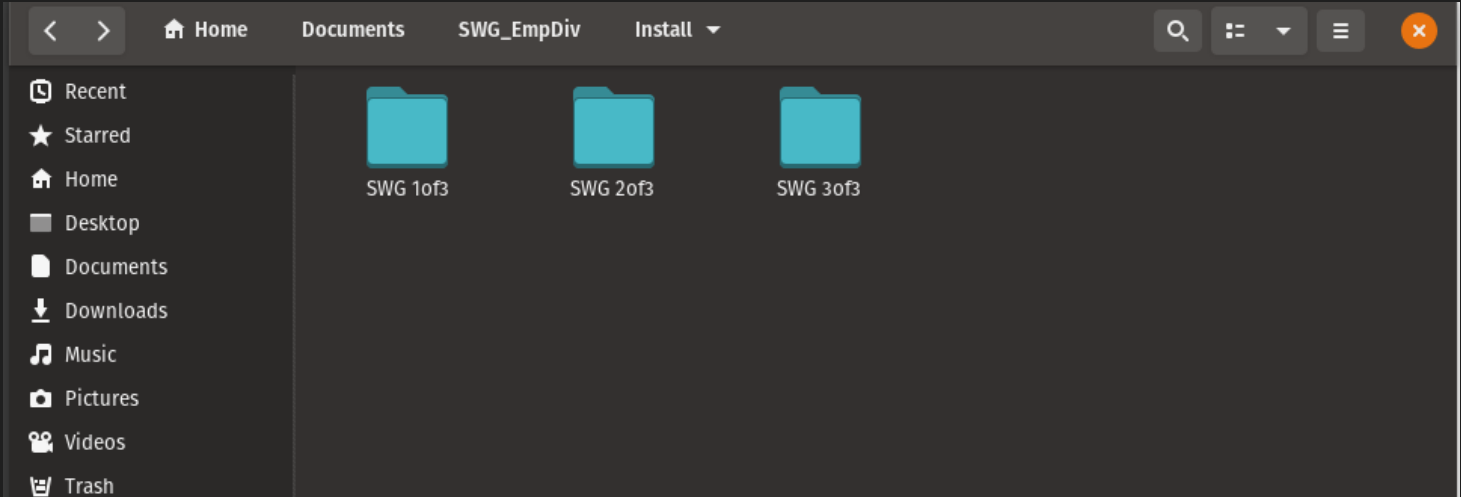 Home Documents SWG_EmpDiv Install
Recent
Starred
Home
Desktop
Documents
Downloads
Music
Pictures
Videos
Trash
SWG 1of3 SWG 2of3 SWG 3of3